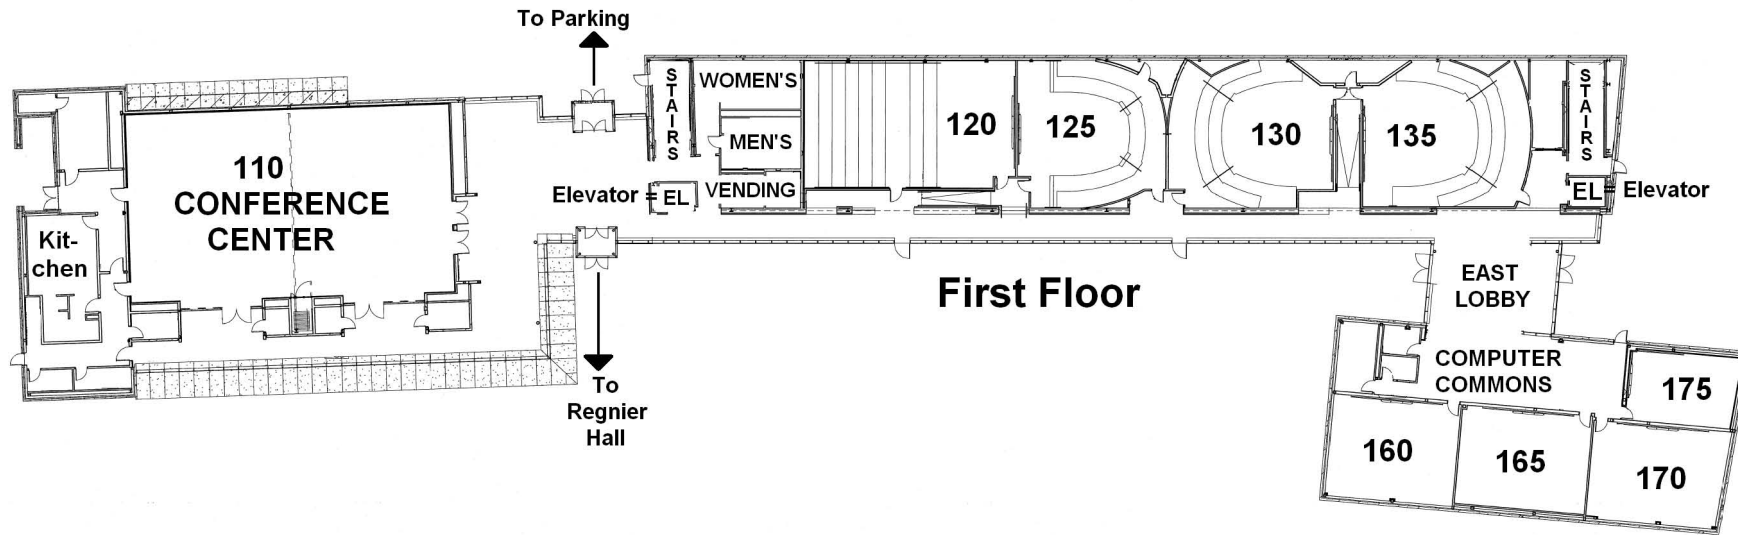 To Parking
STAIRS
WOMEN'S
MEN'S
VENDING
Elevator
EL
120
125
130
135
STAIRS
EL
Elevator
110
CONFERENCE
CENTER
Kit-
chen
First Floor
EAST
LOBBY
COMPUTER
COMMONS
To
Regnier
Hall
160
165
170
175